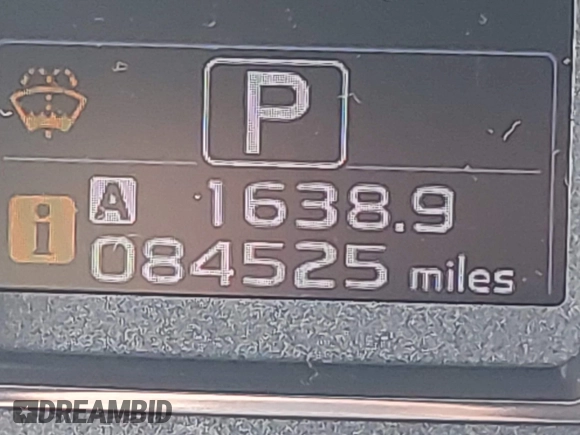 P
A 1638.9
i 084525 miles
DREAMBID